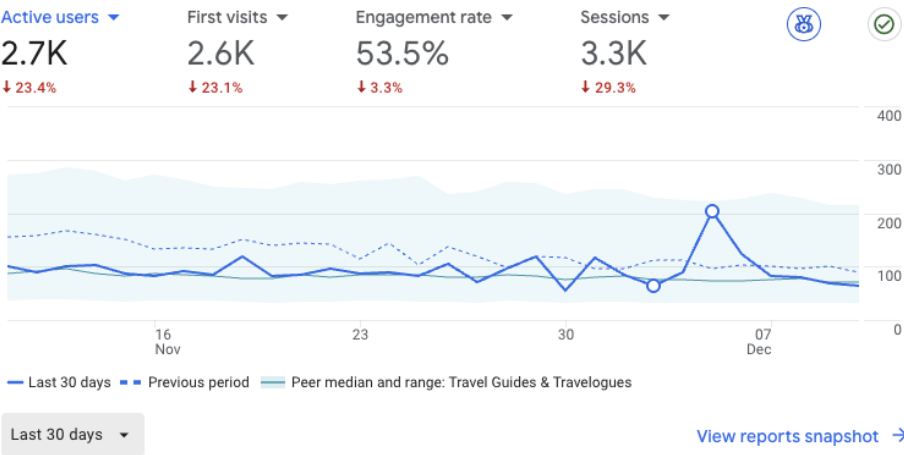 Active users First visits Engagement rate Sessions
2.7K 2.6K 53.5% 3.3K
↓ 23.4% ↓ 23.1% ↓ 3.3% ↓ 29.3%
400
300
200
100
0
16 23 30 07
Nov Dec
Last 30 days Previous period Peer median and range: Travel Guides & Travelogues
Last 30 days View reports snapshot →